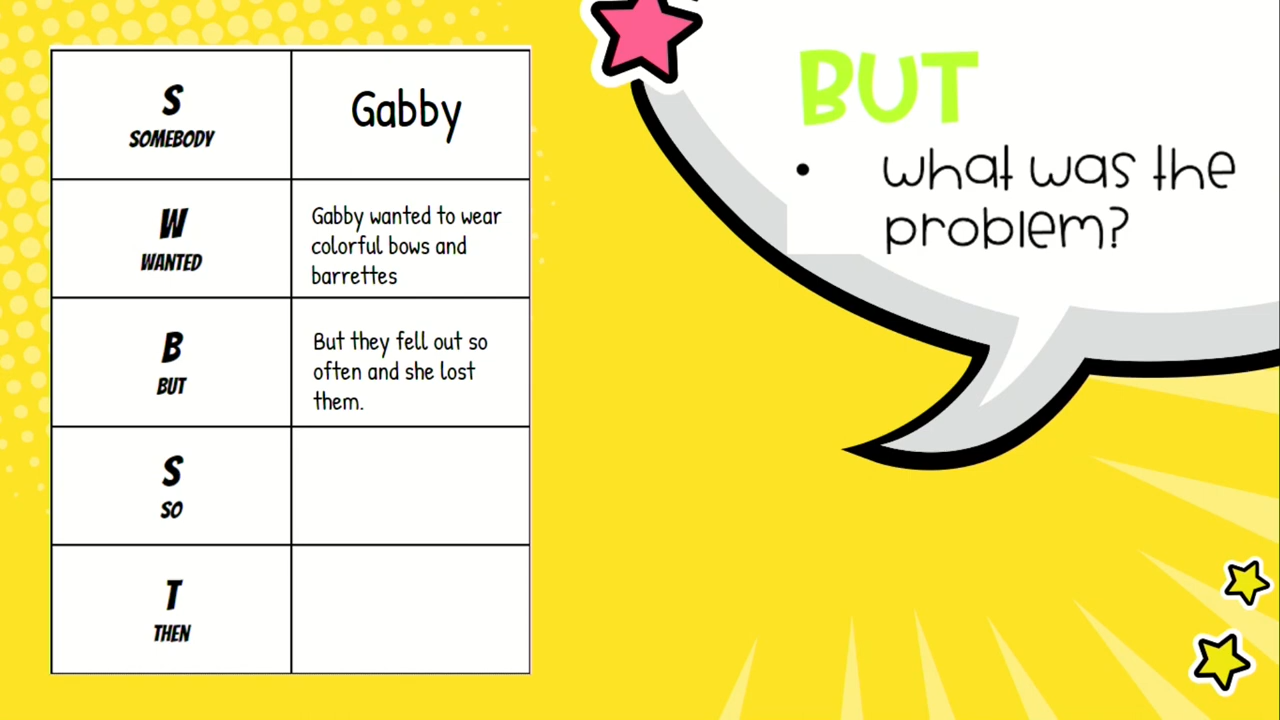 S
SOMEBODY
Gabby
W
WANTED
Gabby wanted to wear
colorful bows and
barrettes
B
BUT
But they fell out so
often and she lost
them.
S
SO
T
THEN
BUT
• what was the
problem?